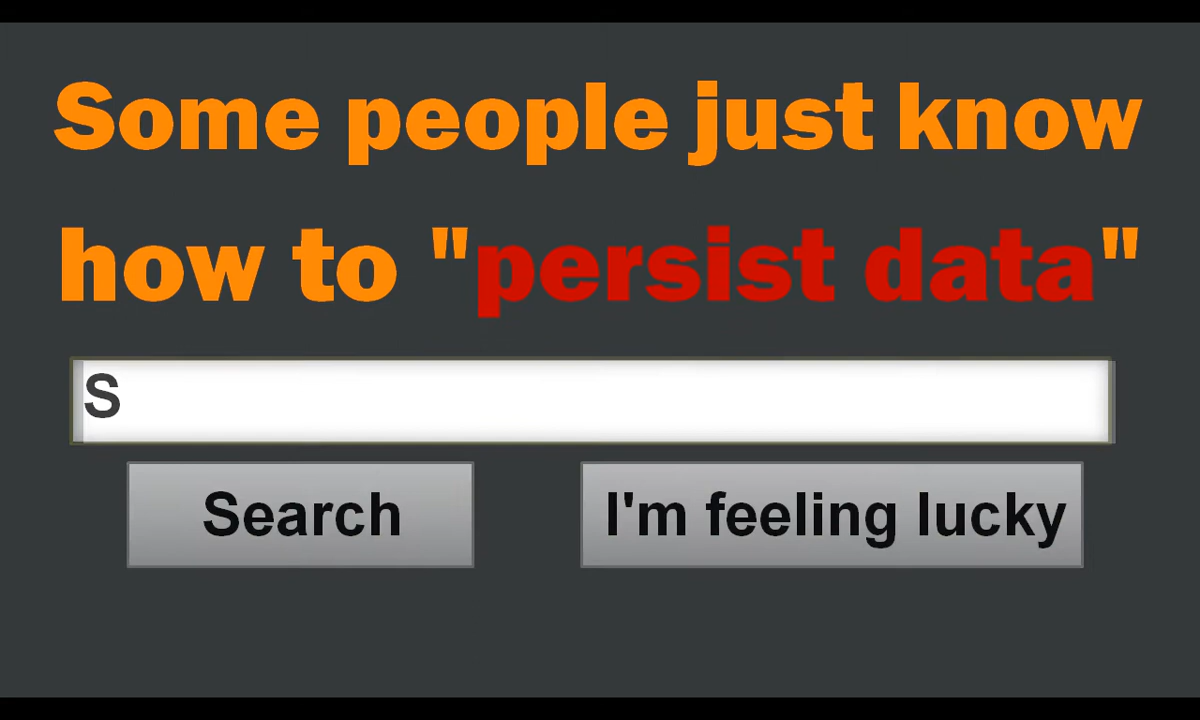 Some people just know
how to "persist data"
S
Search
I'm feeling lucky